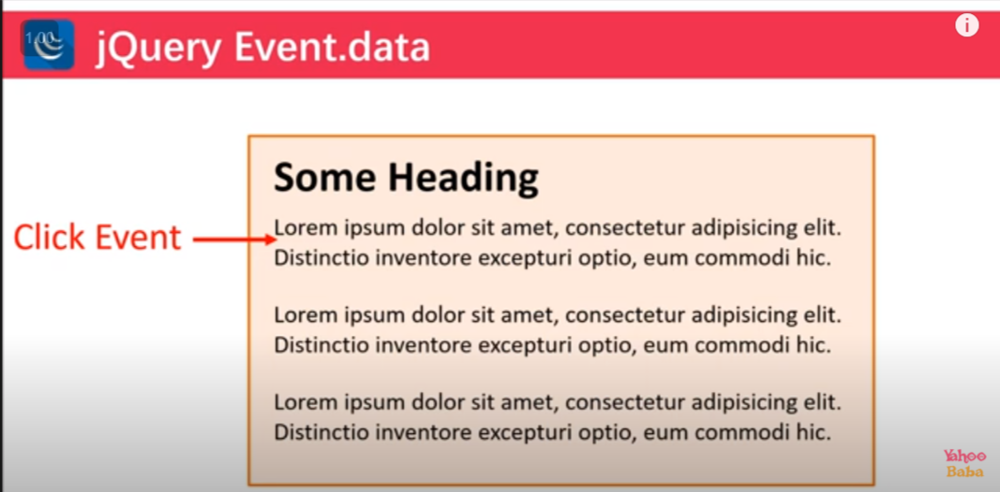 jQuery Event.data
Some Heading
Click Event
Lorem ipsum dolor sit amet, consectetur adipisicing elit.
Distinctio inventore excepturi optio, eum commodi hic.
Lorem ipsum dolor sit amet, consectetur adipisicing elit.
Distinctio inventore excepturi optio, eum commodi hic.
Lorem ipsum dolor sit amet, consectetur adipisicing elit.
Distinctio inventore excepturi optio, eum commodi hic.
Yahoo
Baba